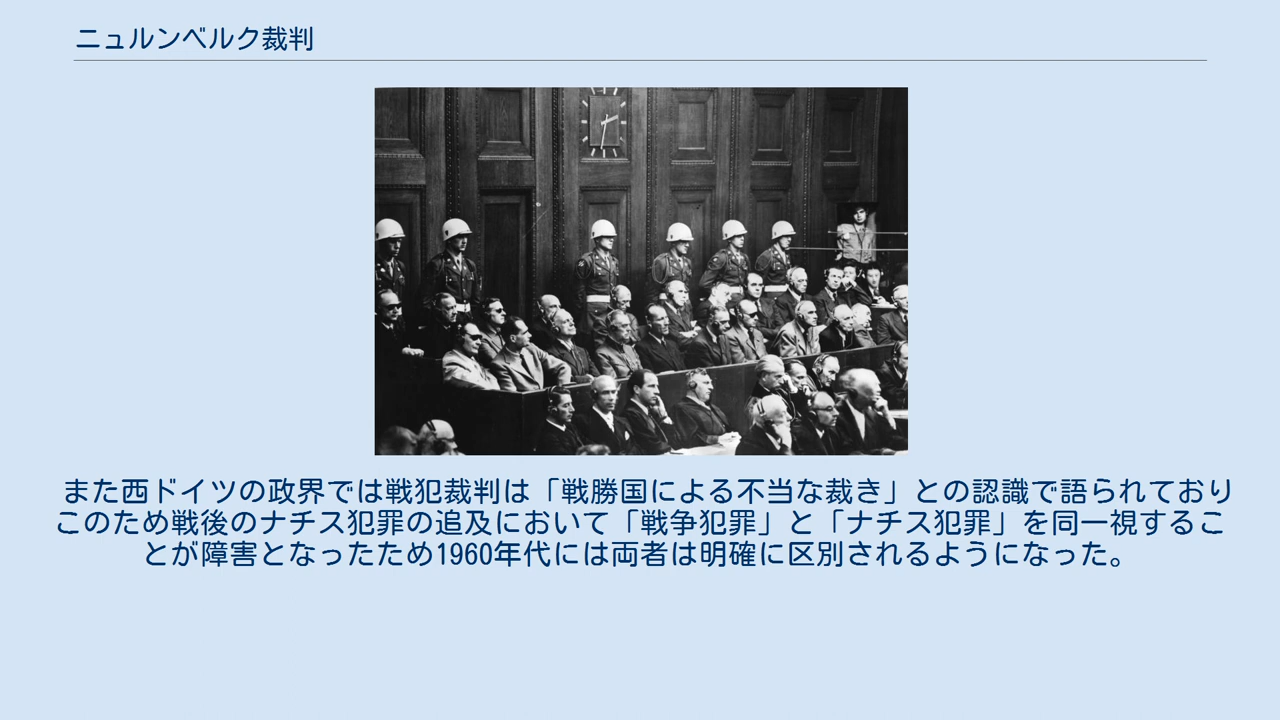 ニュルンベルク裁判
また西ドイツの政界では戦犯裁判は「戦勝国による不当な裁き」との認識で語られており
このため戦後のナチス犯罪の追及において「戦争犯罪」と「ナチス犯罪」を同一視するこ
とが障害となったため1960年代には両者は明確に区別されるようになった。